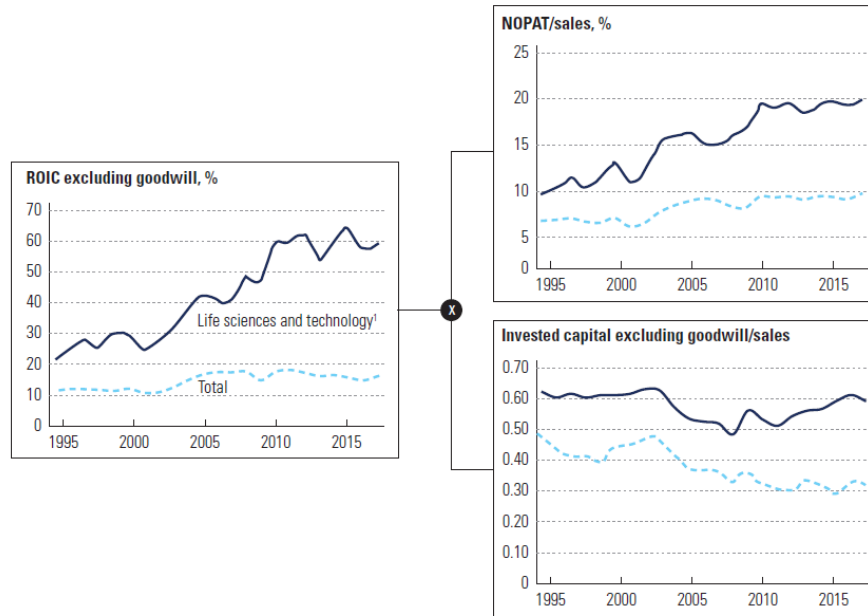 ROIC excluding goodwill, %
70
60
50
40
30
20
10
0
Life sciences and technology¹
Total
1995 2000 2005 2010 2015
X
NOPAT/sales, %
25
20
15
10
5
0
1995 2000 2005 2010 2015
Invested capital excluding goodwill/sales
0.70
0.60
0.50
0.40
0.30
0.20
0.10
0
1995 2000 2005 2010 2015